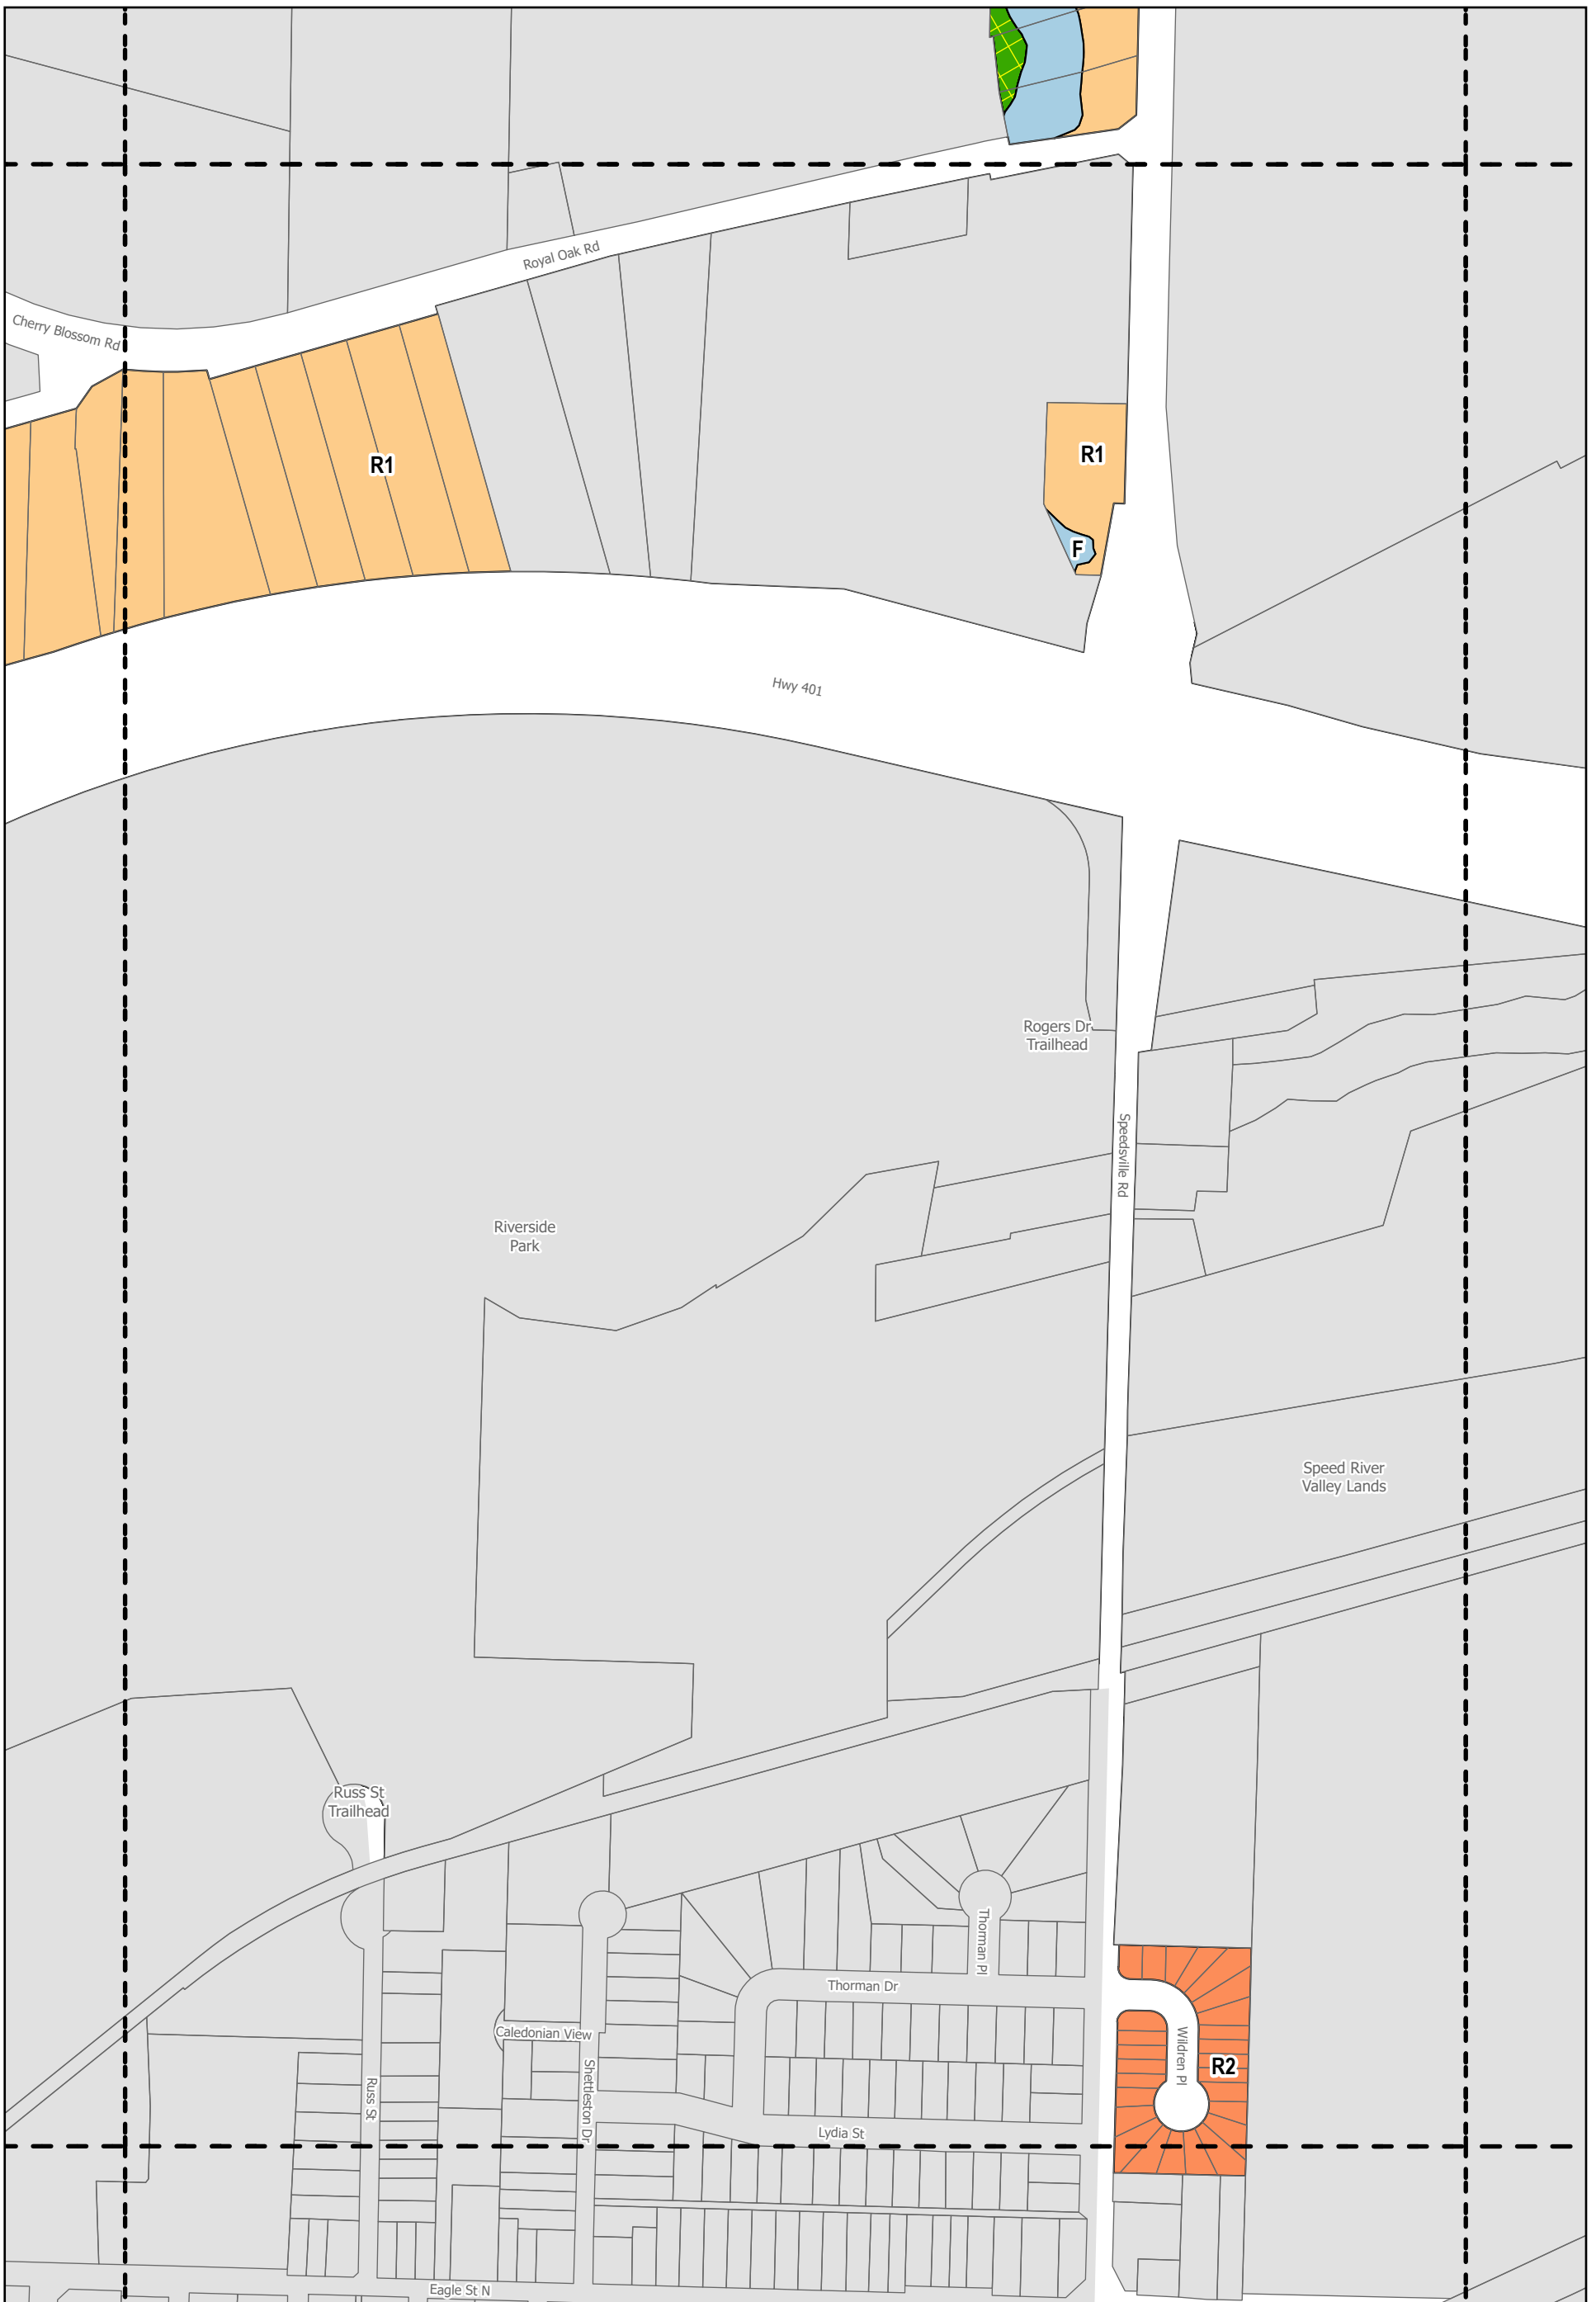 Royal Oak Rd
Cherry Blossom Rd
R1
R1
F
Hwy 401
Rogers Dr
Trailhead
Speedsville Rd
Riverside
Park
Speed River
Valley Lands
Russ St
Trailhead
Thorman Pl
Thorman Dr
Caledonian View
Wildren Pl
R2
Shettleston Dr
Russ St
Lydia St
Eagle St N